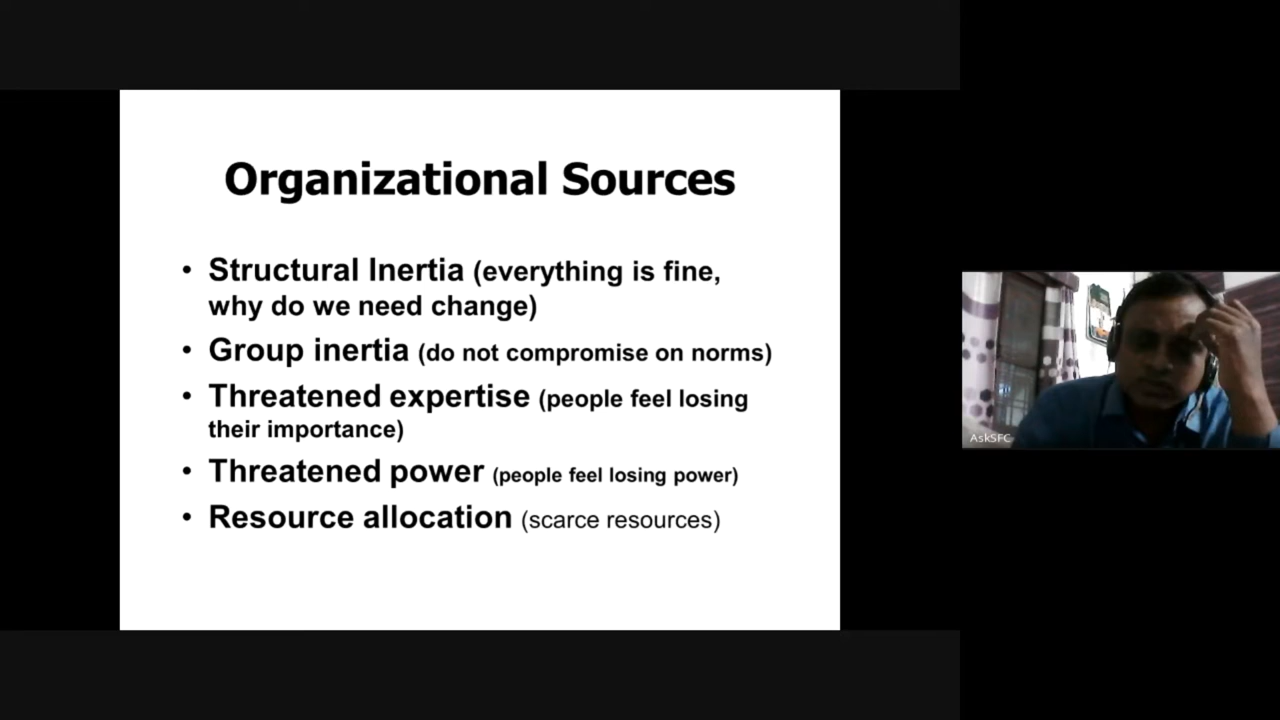 Organizational Sources
• Structural Inertia (everything is fine,
why do we need change)
• Group inertia (do not compromise on norms)
• Threatened expertise (people feel losing
their importance)
• Threatened power (people feel losing power)
• Resource allocation (scarce resources)
AskSFC